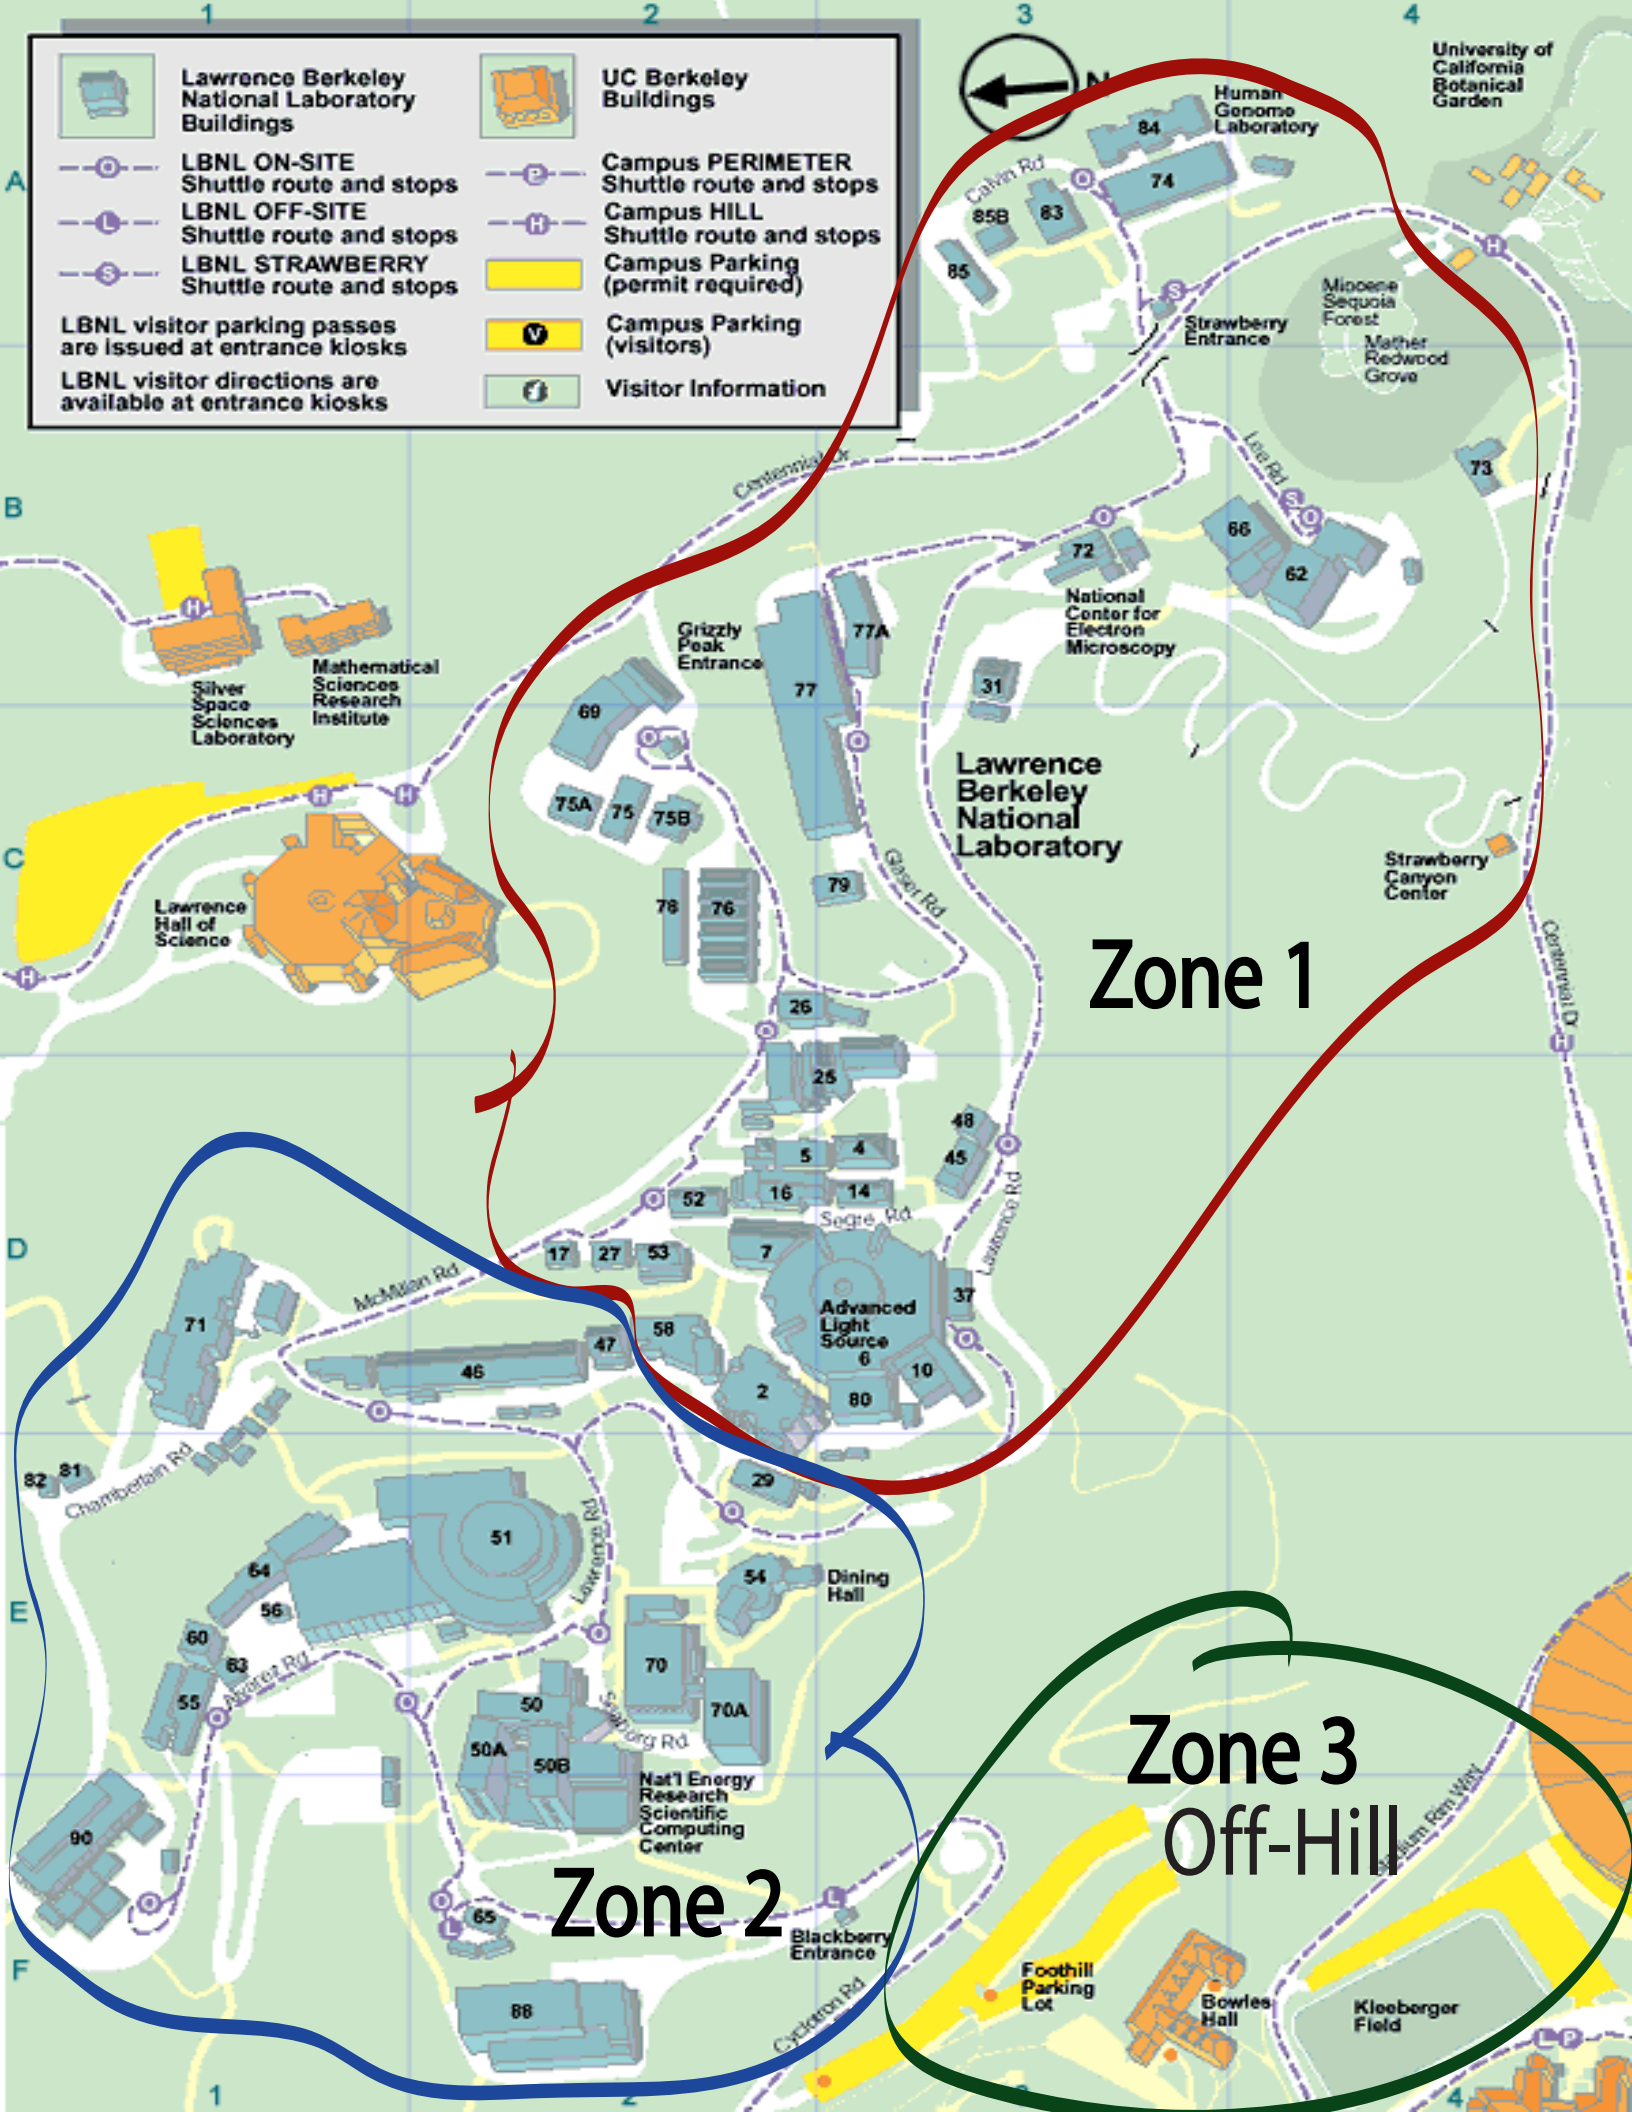 1
2
3
4
Lawrence Berkeley
National Laboratory
Buildings
UC Berkeley
Buildings
LBNL ON-SITE
Shuttle route and stops
Campus PERIMETER
Shuttle route and stops
LBNL OFF-SITE
Shuttle route and stops
Campus HILL
Shuttle route and stops
LBNL STRAWBERRY
Shuttle route and stops
Campus Parking
(permit required)
LBNL visitor parking passes
are issued at entrance kiosks
V
Campus Parking
(visitors)
LBNL visitor directions are
available at entrance kiosks
i
Visitor Information
O
P
L
H
S
N
University of
California
Botanical
Garden
Human
Genome
Laboratory
84
74
A
Calvin Rd
O
85B
83
85
H
S
Strawberry
Entrance
Miocene
Sequoia
Forest
Mather
Redwood
Grove
Centennial Dr
Lee Rd
73
B
S
O
O
66
62
72
National
Center for
Electron
Microscopy
H
Silver
Space
Sciences
Laboratory
Mathematical
Sciences
Research
Institute
Grizzly
Peak
Entrance
77A
77
31
69
O
O
75A
75
75B
Lawrence
Berkeley
National
Laboratory
H
H
C
Lawrence
Hall of
Science
H
78
76
79
Glaser Rd
Strawberry
Canyon
Center
Centennial Dr
H
Zone 1
26
O
25
48
45
O
5
4
16
14
52
O
Segre Rd
Lawrence Rd
D
17
27
53
7
37
McMillan Rd
Advanced
Light
Source
6
O
71
58
47
46
10
2
80
O
82
81
Chamberlain Rd
29
O
51
Lawrence Rd
64
56
54
Dining
Hall
E
60
63
O
Alvarez Rd
55
O
O
70
70A
50
Seaborg Rd
50A
50B
Nat'l Energy
Research
Scientific
Computing
Center
90
O
Zone 2
O
L
65
L
Blackberry
Entrance
Zone 3
Off-Hill
Stadium Rim Way
F
88
Cyclotron Rd
Foothill
Parking
Lot
Bowles
Hall
Kleeberger
Field
L
P
1
2
3
4